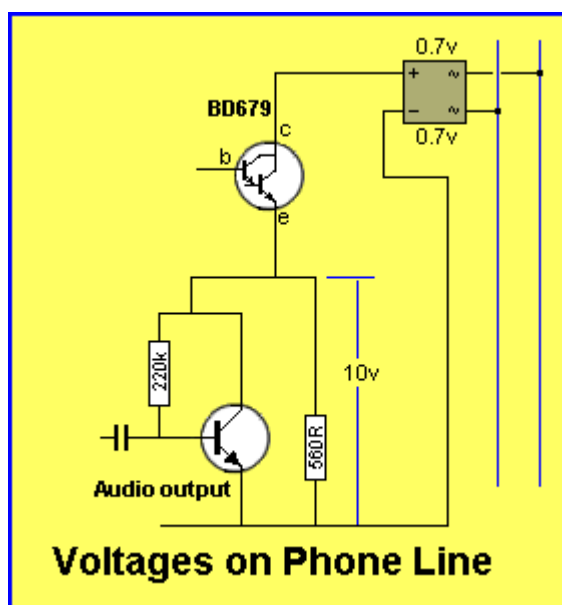 0.7v
+ ~
- ~
0.7v
BD679
c
b
e
220k
10v
560R
Audio output
Voltages on Phone Line